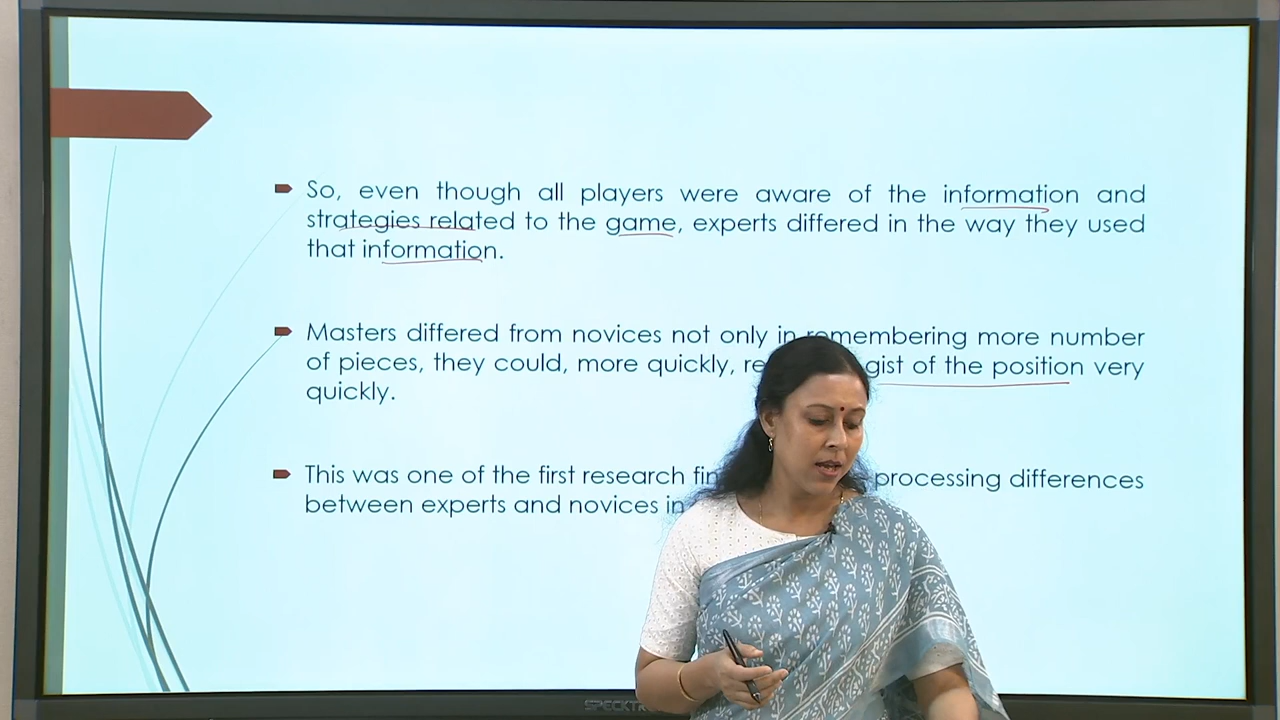 So, even though all players were aware of the information and
strategies related to the game, experts differed in the way they used
that information.
Masters differed from novices not only in remembering more number
of pieces, they could, more quickly, gist of the position very
quickly.
This was one of the first research processing differences
between experts and novices in